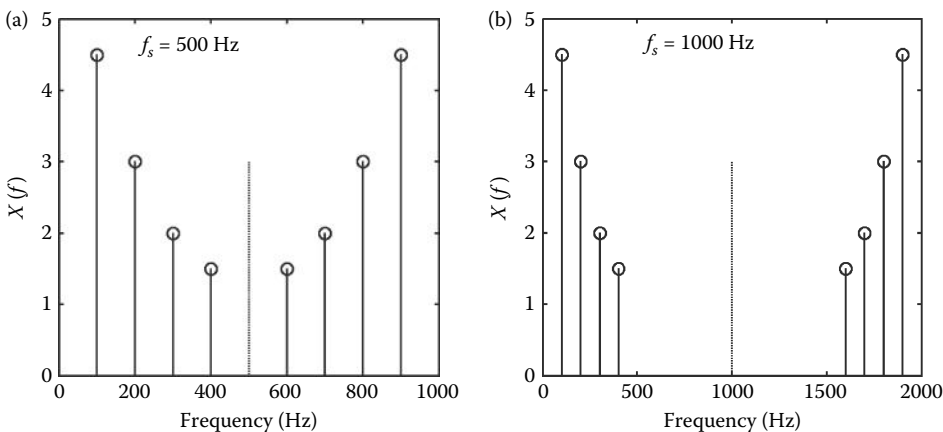 (a)
f_s = 500 Hz
5
4
3
2
1
0
X (f)
0 200 400 600 800 1000
Frequency (Hz)
(b)
f_s = 1000 Hz
5
4
3
2
1
0
X (f)
0 500 1000 1500 2000
Frequency (Hz)